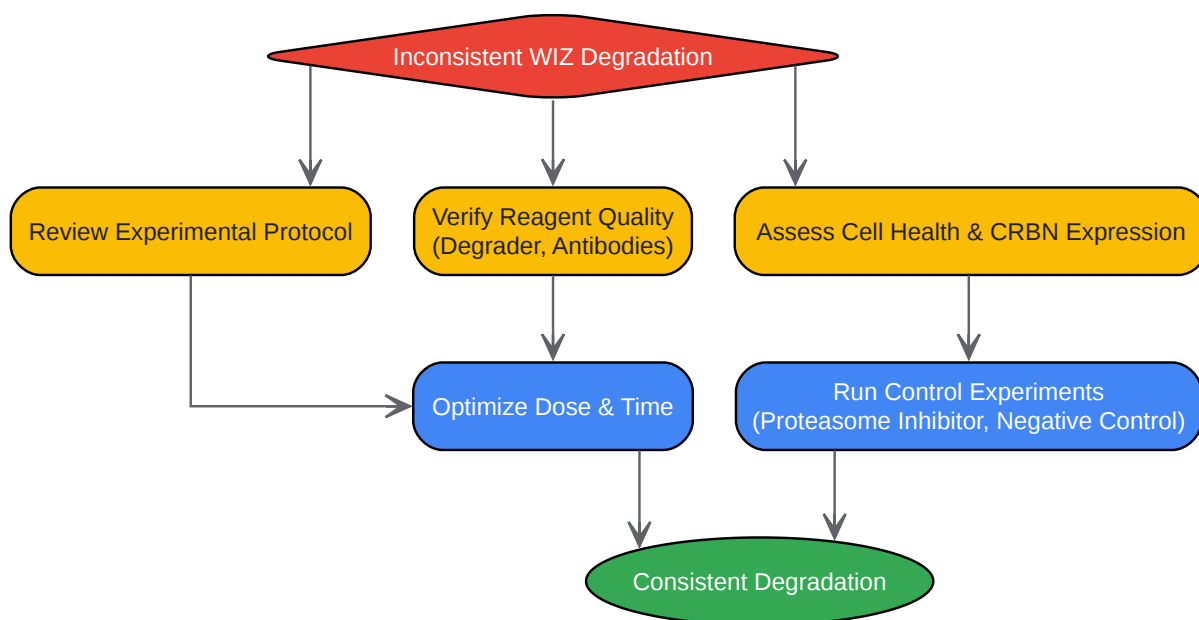 Inconsistent WIZ Degradation
Review Experimental Protocol
Verify Reagent Quality
(Degrader, Antibodies)
Assess Cell Health & CRBN Expression
Optimize Dose & Time
Run Control Experiments
(Proteasome Inhibitor, Negative Control)
Consistent Degradation